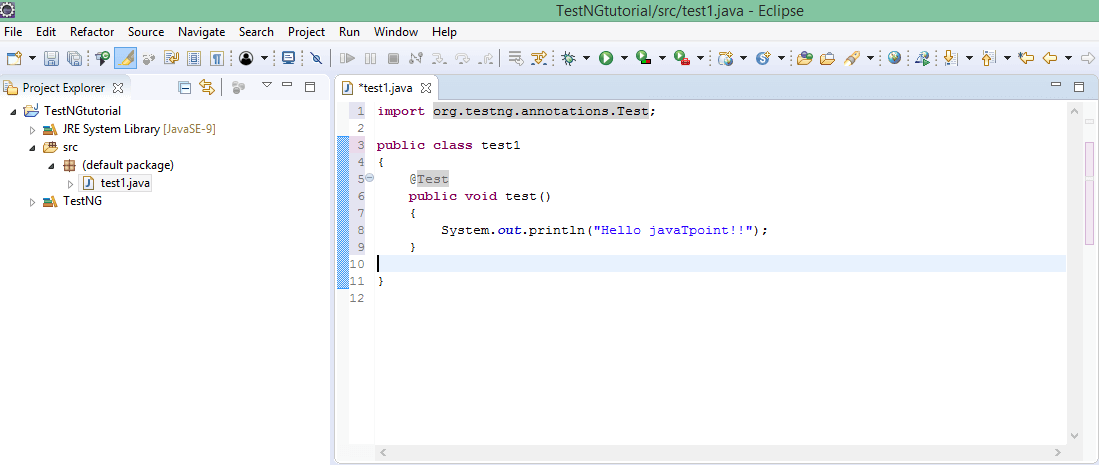 TestNGtutorial/src/test1.java - Eclipse
File Edit Refactor Source Navigate Search Project Run Window Help
Project Explorer
*test1.java
TestNGtutorial
JRE System Library [JavaSE-9]
src
(default package)
test1.java
TestNG
1 import org.testng.annotations.Test;
2
3 public class test1
4 {
5 @Test
6 public void test()
7 {
8 System.out.println("Hello javaTpoint!!");
9 }
10
11 }
12